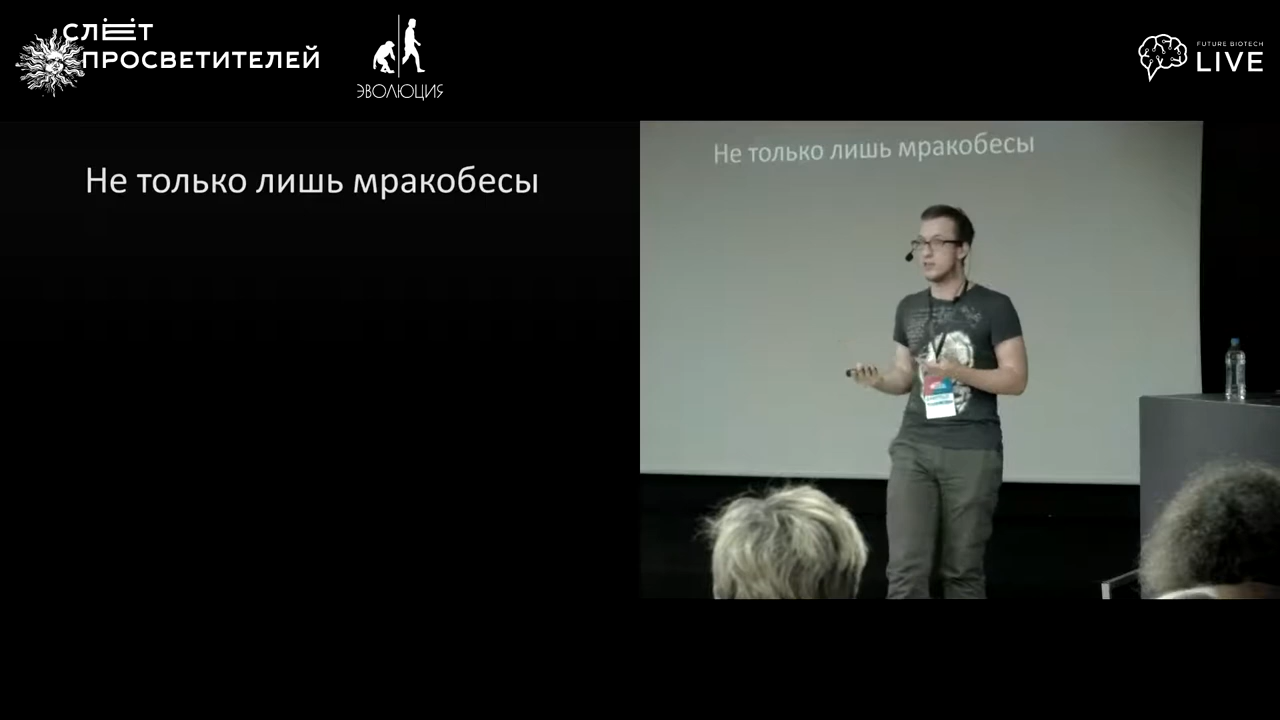 СЛЁТ
ПРОСВЕТИТЕЛЕЙ
ЭВОЛЮЦИЯ
FUTURE BIOTECH
LIVE
Не только лишь мракобесы
Не только лишь мракобесы